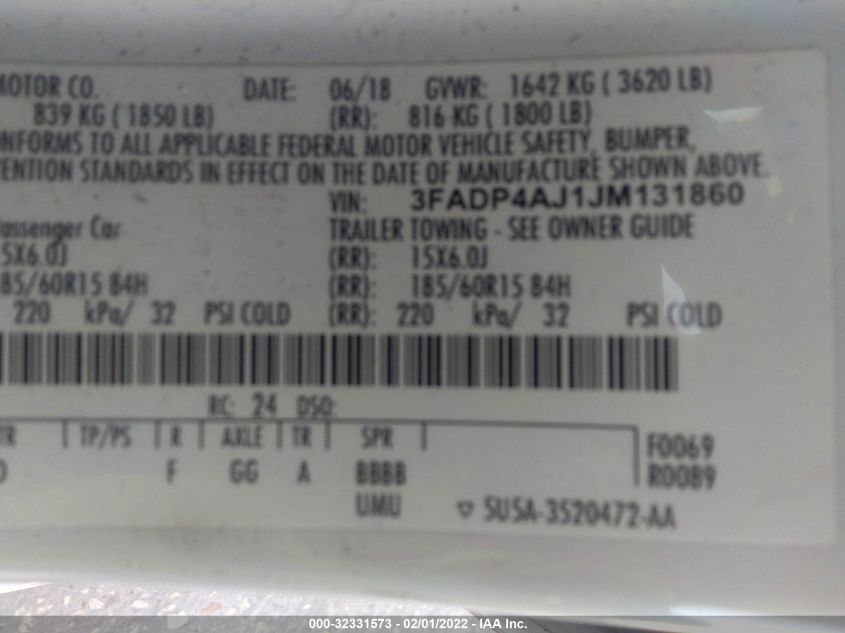 MOTOR CO. DATE: 06/18 GVWR: 1642 KG ( 3620 LB)
839 KG ( 1850 LB) (RR): 816 KG ( 1800 LB)
ONFORMS TO ALL APPLICABLE FEDERAL MOTOR VEHICLE SAFETY, BUMPER,
VENTION STANDARDS IN EFFECT ON THE DATE OF MANUFACTURE SHOWN ABOVE.
VIN: 3FADP4AJ1JM131860
Passenger Car TRAILER TOWING - SEE OWNER GUIDE
5X6.0J (RR): 15X6.0J
85/60R15 84H (RR): 185/60R15 84H
220 kPa/ 32 PSI COLD (RR): 220 kPa/ 32 PSI COLD
RC: 24 DSO:
TR TP/PS R AXLE TR SPR F0069
F GG A BBBB R0089
UMU ▽ 5U5A-3520472-AA
000-32331573 - 02/01/2022 - IAA Inc.